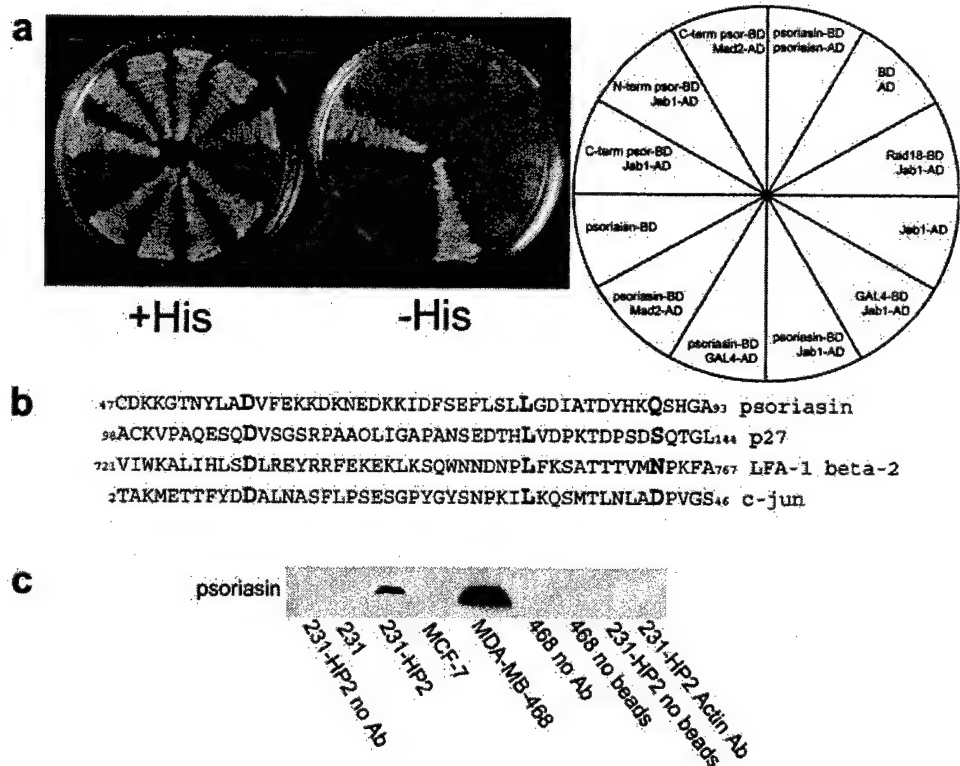 a
C-term psor-BD
Mad2-AD
psoriasin-BD
psoriasin-AD
BD
AD
N-term psor-BD
Jab1-AD
Rad18-BD
Jab1-AD
C-term psor-BD
Jab1-AD
psoriasin-BD
Jab1-AD
psoriasin-BD
Mad2-AD
GAL4-BD
Jab1-AD
psoriasin-BD
GAL4-AD
psoriasin-BD
Jab1-AD
+His
-His
b
47CDKKGTNYLADVFEKKDKNEDKKIDFSEFLSLLGDIATDYHKQSHGA93 psoriasin
98ACKVPAQESQDVSGSRPAAOLIGAPANSEDTHLVDPKTDPSDSQTGL144 p27
721VIWKALIHLSDLREYRRFEKEKLKSQWNNDNPLFKSATTTVMNPKFA767 LFA-1 beta-2
2TAKMETTFYDDALNASFLPSESGPYGYSNPKILKQSMTLNLADPVGS46 c-jun
c
psoriasin
231-HP2 no Ab
231
231-HP2
MCF-7
MDA-MB-468
468 no Ab
468 no beads
231-HP2 no beads
231-HP2 Actin Ab